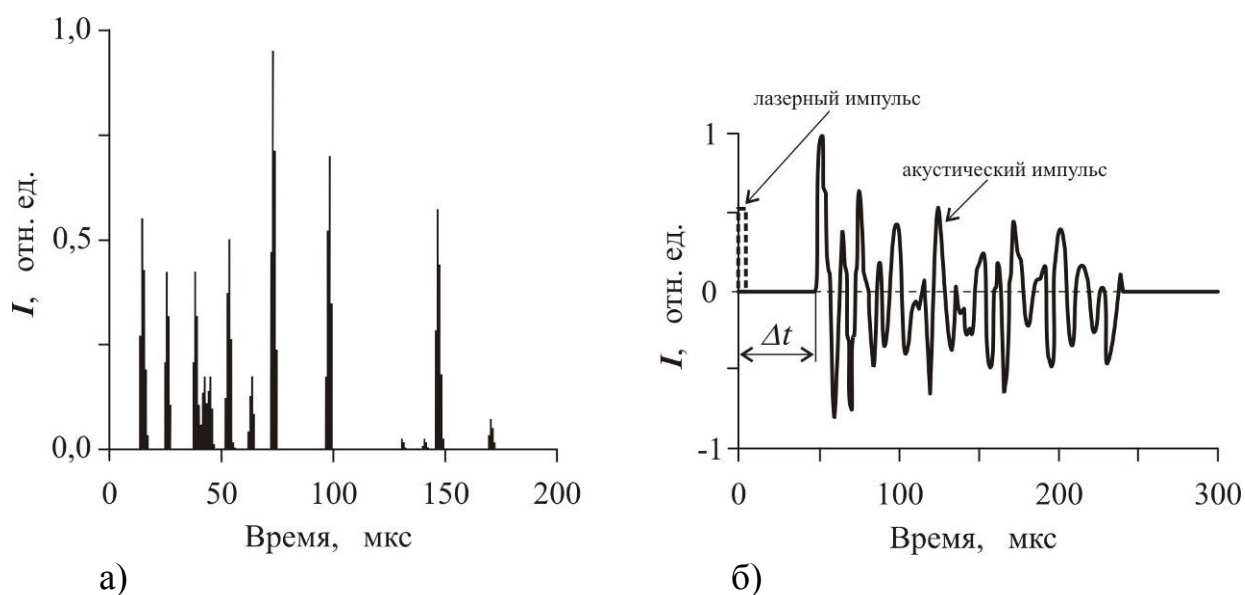 1,0
0,5
0,0
I, отн. ед.
0 50 100 150 200
Время, мкс
а)
лазерный импульс
акустический импульс
1
0
-1
I, отн. ед.
Δt
0 100 200 300
Время, мкс
б)